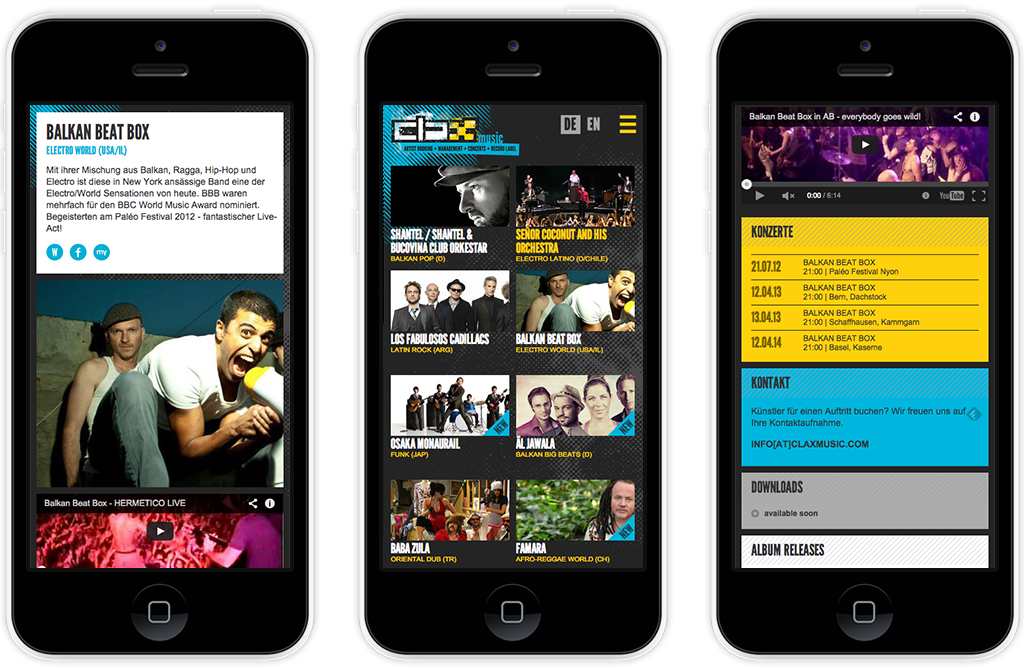 BALKAN BEAT BOX
ELECTRO WORLD (USA/IL)
Mit ihrer Mischung aus Balkan, Ragga, Hip-Hop und
Electro ist diese in New York ansässige Band eine der
Electro/World Sensationen von heute. BBB waren
mehrfach für den BBC World Music Award nominiert.
Begeisterten am Paléo Festival 2012 - fantastischer Live-
Act!
W f my
Balkan Beat Box - HERMETICO LIVE
clax music
ARTIST BOOKING + MANAGEMENT + CONCERTS + RECORD LABEL
DE EN
SHANTEL / SHANTEL &
BUCOVINA CLUB ORKESTAR
BALKAN POP (D)
SEÑOR COCONUT AND HIS
ORCHESTRA
ELECTRO LATINO (D/CHILE)
LOS FABULOSOS CADILLACS
LATIN ROCK (ARG)
BALKAN BEAT BOX
ELECTRO WORLD (USA/IL)
NEW
OSAKA MONAURAIL
FUNK (JAP)
NEW
ÄL JAWALA
BALKAN BIG BEATS (D)
BABA ZULA
ORIENTAL DUB (TR)
NEW
FAMARA
AFRO-REGGAE WORLD (CH)
Balkan Beat Box in AB - everybody goes wild!
0:00 / 6:14
YouTube
KONZERTE
21.07.12 BALKAN BEAT BOX
21:00 | Paléo Festival Nyon
12.04.13 BALKAN BEAT BOX
21:00 | Bern, Dachstock
13.04.13 BALKAN BEAT BOX
21:00 | Schaffhausen, Kammgarn
12.04.14 BALKAN BEAT BOX
21:00 | Basel, Kaserne
KONTAKT
Künstler für einen Auftritt buchen? Wir freuen uns auf
Ihre Kontaktaufnahme.
INFO[AT]CLAXMUSIC.COM
DOWNLOADS
available soon
ALBUM RELEASES